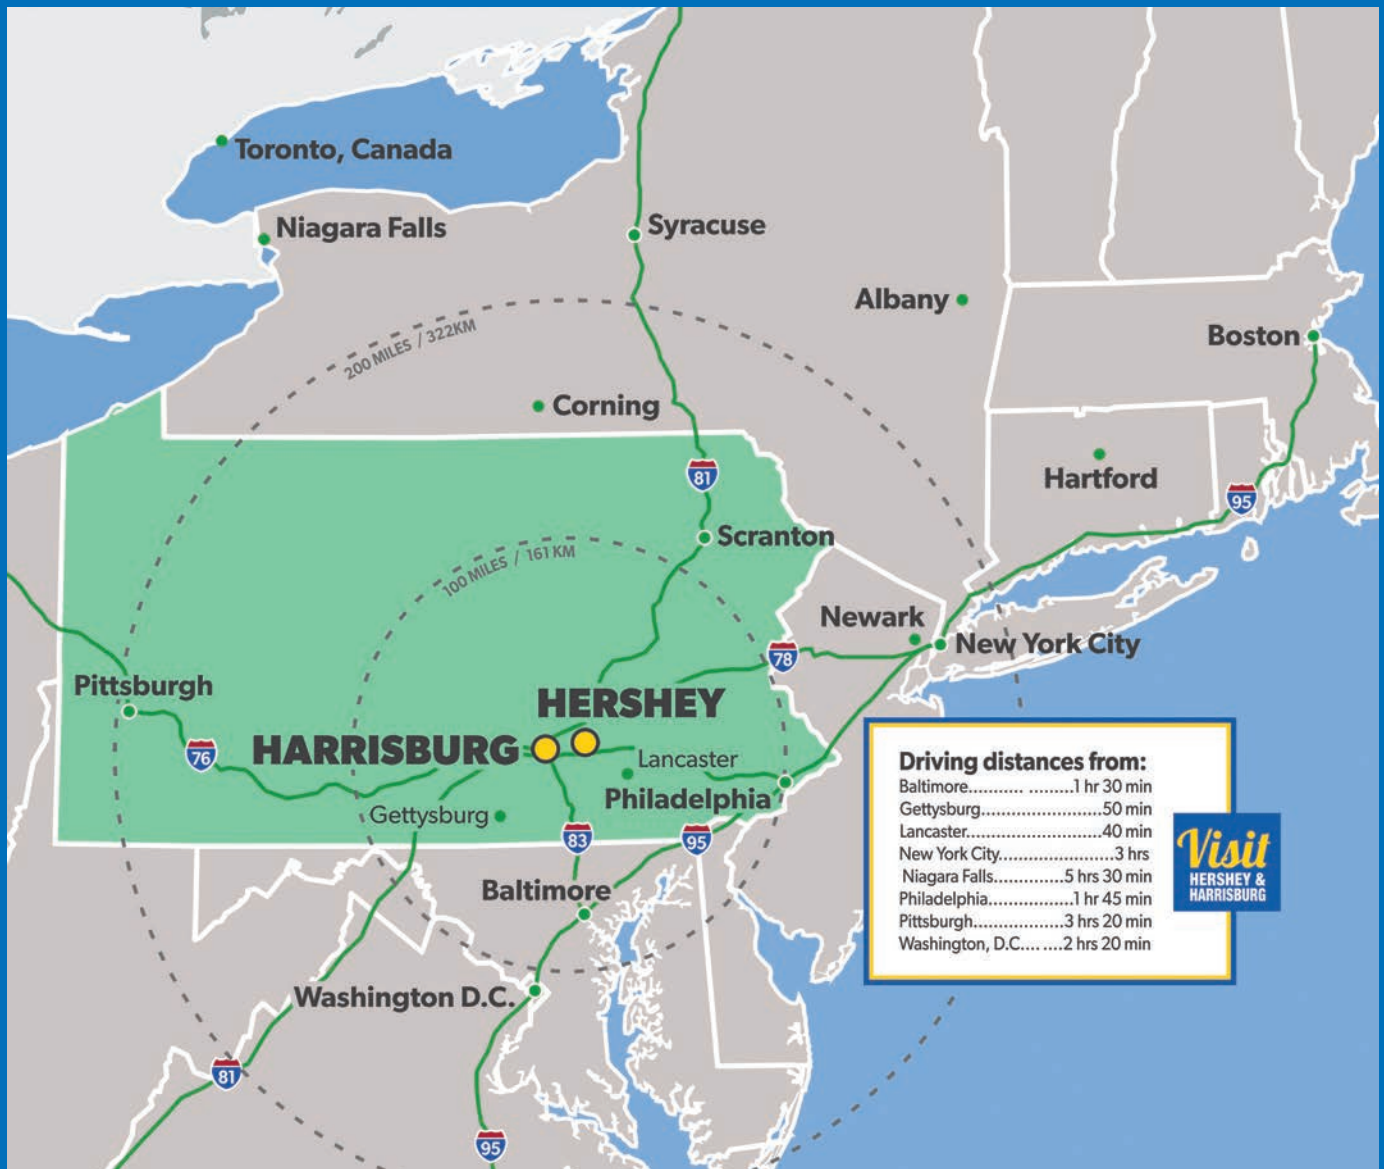 Toronto, Canada
Niagara Falls
Syracuse
Albany
Boston
200 MILES / 322KM
Corning
Hartford
81
95
Scranton
100 MILES / 161 KM
Newark
New York City
78
Pittsburgh
HERSHEY
HARRISBURG
76
Lancaster
Philadelphia
Gettysburg
83
95
Baltimore
Washington D.C.
81
95
Driving distances from:
Baltimore........... .........1 hr 30 min
Gettysburg.........................50 min
Lancaster............................40 min
New York City.......................3 hrs
Niagara Falls..............5 hrs 30 min
Philadelphia.................1 hr 45 min
Pittsburgh...................3 hrs 20 min
Washington, D.C.... ....2 hrs 20 min
Visit
HERSHEY &
HARRISBURG